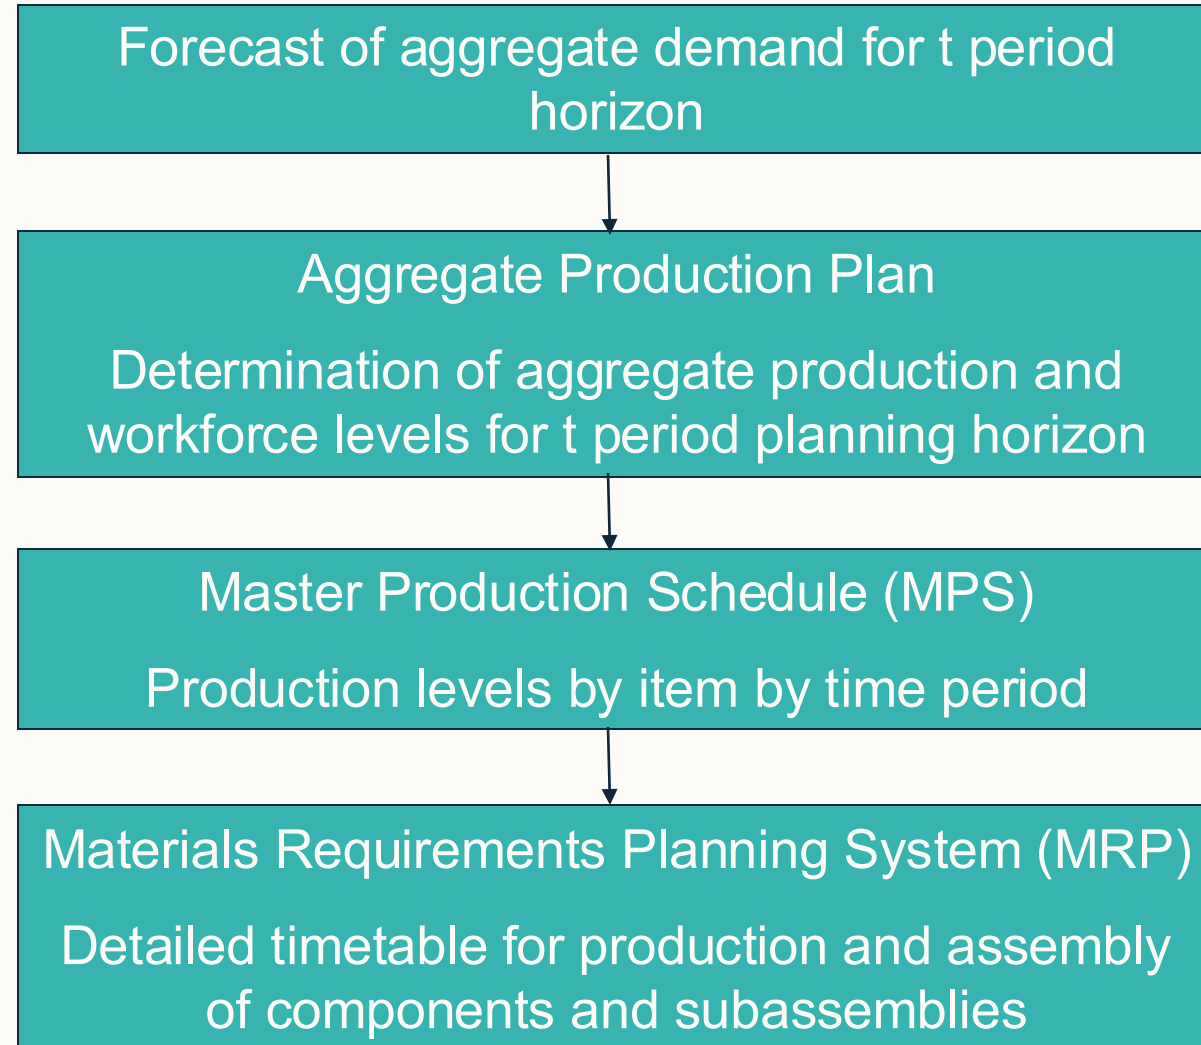 Forecast of aggregate demand for t period
horizon
Aggregate Production Plan
Determination of aggregate production and
workforce levels for t period planning horizon
Master Production Schedule (MPS)
Production levels by item by time period
Materials Requirements Planning System (MRP)
Detailed timetable for production and assembly
of components and subassemblies